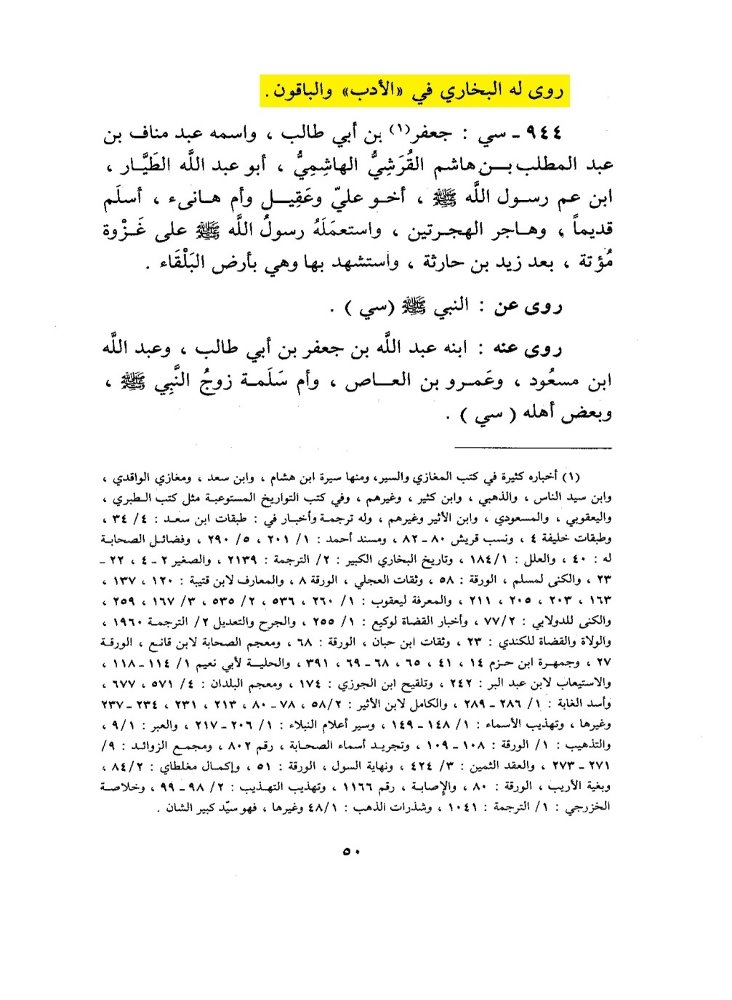 روى له البخاري في «الأدب» والباقون .
٩٤٤ ـ سي : جعفر(١) بن أبي طالب ، واسمه عبد مناف بن
عبد المطلب بـن هاشم القُرَشِيُّ الهاشِمِيُّ ، أبو عبد اللَّه الطَيَّار ،
ابن عم رسول اللَّه ﷺ ، أخو عليّ وعَقِيل وأم هانىء ، أسلَم
قديماً ، وهاجر الهجرتين ، واستعمَلَهُ رسولُ اللَّه ﷺ على غَزْوة
مُؤتة ، بعد زيد بن حارثة ، واستشهد بها وهي بأرض البَلْقَاء .
روى عن : النبي ﷺ (سي ) .
روى عنه : ابنه عبد اللَّه بن جعفر بن أبي طالب ، وعبد اللَّه
ابن مسعُود ، وعَمرو بن العاص ، وأم سَلَمة زوجُ النَّبِي ﷺ ،
وبعض أهله ( سي ) .
(١) أخباره كثيرة في كتب المغازي والسير، ومنها سيرة ابن هشام ، وابن سعد ، ومغازي الواقدي ،
وابن سيد الناس ، والذهبي ، وابن كثير ، وغيرهم ، وفي كتب التواريخ المستوعبة مثل كتب الطبري ،
واليعقوبي ، والمسعودي ، وابن الأثير وغيرهم ، وله ترجمة وأخبار في : طبقات ابن سعد : ٤/ ٣٤ ،
وطبقات خليفة ٤ ، ونسب قريش ٨٠ ـ ٨٢ ، ومسند أحمد : ١/ ٢٠١ ، ٥/ ٢٩٠ ، وفضائل الصحابة
له : ٤٠ ، والعلل : ١/ ١٨٤ ، وتاريخ البخاري الكبير : ٢/ الترجمة : ٢١٣٩ ، والصغير ٢ ـ ٤ ، ٢٢ ـ
٢٣ ، والكنى لمسلم ، الورقة : ٥٨ ، وثقات العجلي ، الورقة ٨ ، والمعارف لابن قتيبة : ١٢٠ ، ١٣٧ ،
١٦٣ ، ٢٠٣ ، ٢٠٥ ، ٢١١ ، والمعرفة ليعقوب : ١/ ٢٦٠ ، ٥٣٦ ، ٢/ ٥٣٥ ، ٣/ ١٦٧ ، ٢٥٩ ،
والكنى للدولابي : ٢/ ٧٧ ، وأخبار القضاة لوكيع : ١/ ٢٥٥ ، والجرح والتعديل ٢/ الترجمة ١٩٦٠ ،
والولاة والقضاة للكندي : ٢٣ ، وثقات ابن حبان ، الورقة : ٦٨ ، ومعجم الصحابة لابن قانع ، الورقة
٢٧ ، وجمهرة ابن حزم ١٤ ، ٤١ ، ٦٥ ، ٦٨ ـ ٦٩ ، ٣٩١ ، والحلية لأبي نعيم ١/ ١١٤ ـ ١١٨ ،
والاستيعاب لابن عبد البر : ٢٤٢ ، وتلقيح ابن الجوزي : ١٧٤ ، ومعجم البلدان : ٤/ ٥٧١ ، ٦٧٧ ،
وأسد الغابة : ١/ ٢٨٦ ـ ٢٨٩ ، والكامل لابن الأثير : ٢/ ٥٨ ، ٧٨ ـ ٨٠ ، ٢١٣ ، ٢٣١ ، ٢٣٤ ـ ٢٣٧
وغيرها ، وتهذيب الأسماء : ١/ ١٤٨ ـ ١٤٩ ، وسير أعلام النبلاء : ١/ ٢٠٦ ـ ٢١٧ ، والعبر : ١/ ٩ ،
والتذهيب : ١/ الورقة : ١٠٨ ـ ١٠٩ ، وتجريد أسماء الصحابة ، رقم ٨٠٢ ، ومجمع الزوائد : ٩/
٢٧١ ـ ٢٧٣ ، والعقد الثمين : ٣/ ٤٢٤ ، ونهاية السول ، الورقة : ٥١ ، وإكمال مغلطاي : ٢/ ٨٤ ،
وبغية الأريب ، الورقة : ٨٠ ، والإصابة ، رقم ١١٦٦ ، وتهذيب التهذيب : ٢/ ٩٨ ـ ٩٩ ، وخلاصة
الخزرجي : ١/ الترجمة : ١٠٤١ ، وشذرات الذهب : ١/ ٤٨ وغيرها ، فهو سيّد كبير الشان .
٥٠